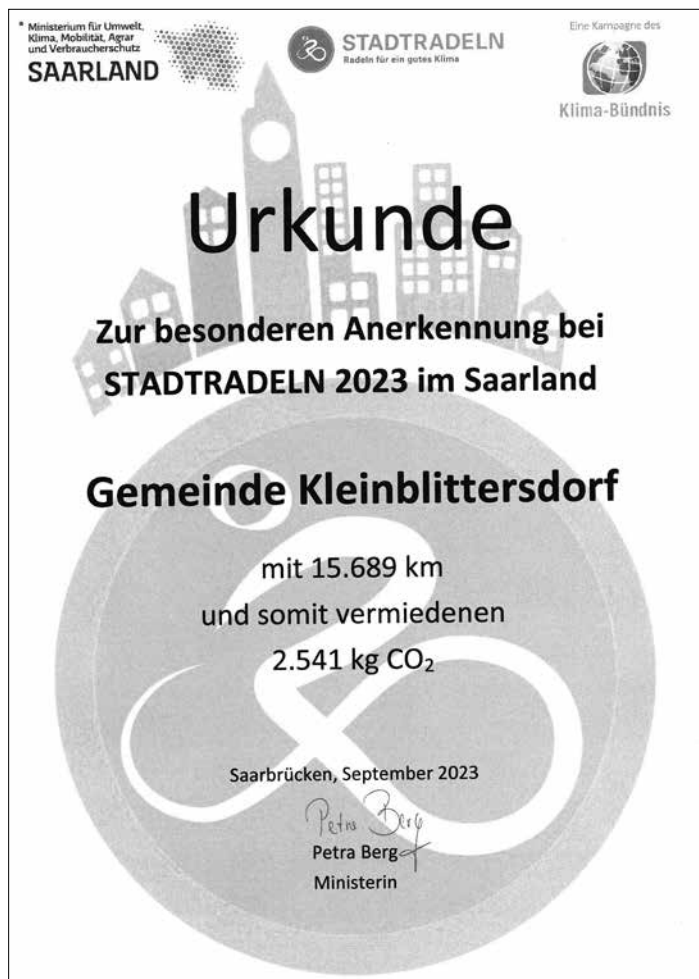 * Ministerium für Umwelt,
Klima, Mobilität, Agrar
und Verbraucherschutz
SAARLAND
STADTRADELN
Radeln für ein gutes Klima
Eine Kampagne des
Klima-Bündnis
Urkunde
Zur besonderen Anerkennung bei
STADTRADELN 2023 im Saarland
Gemeinde Kleinblittersdorf
mit 15.689 km
und somit vermiedenen
2.541 kg CO₂
Saarbrücken, September 2023
Petra Berg
Petra Berg
Ministerin